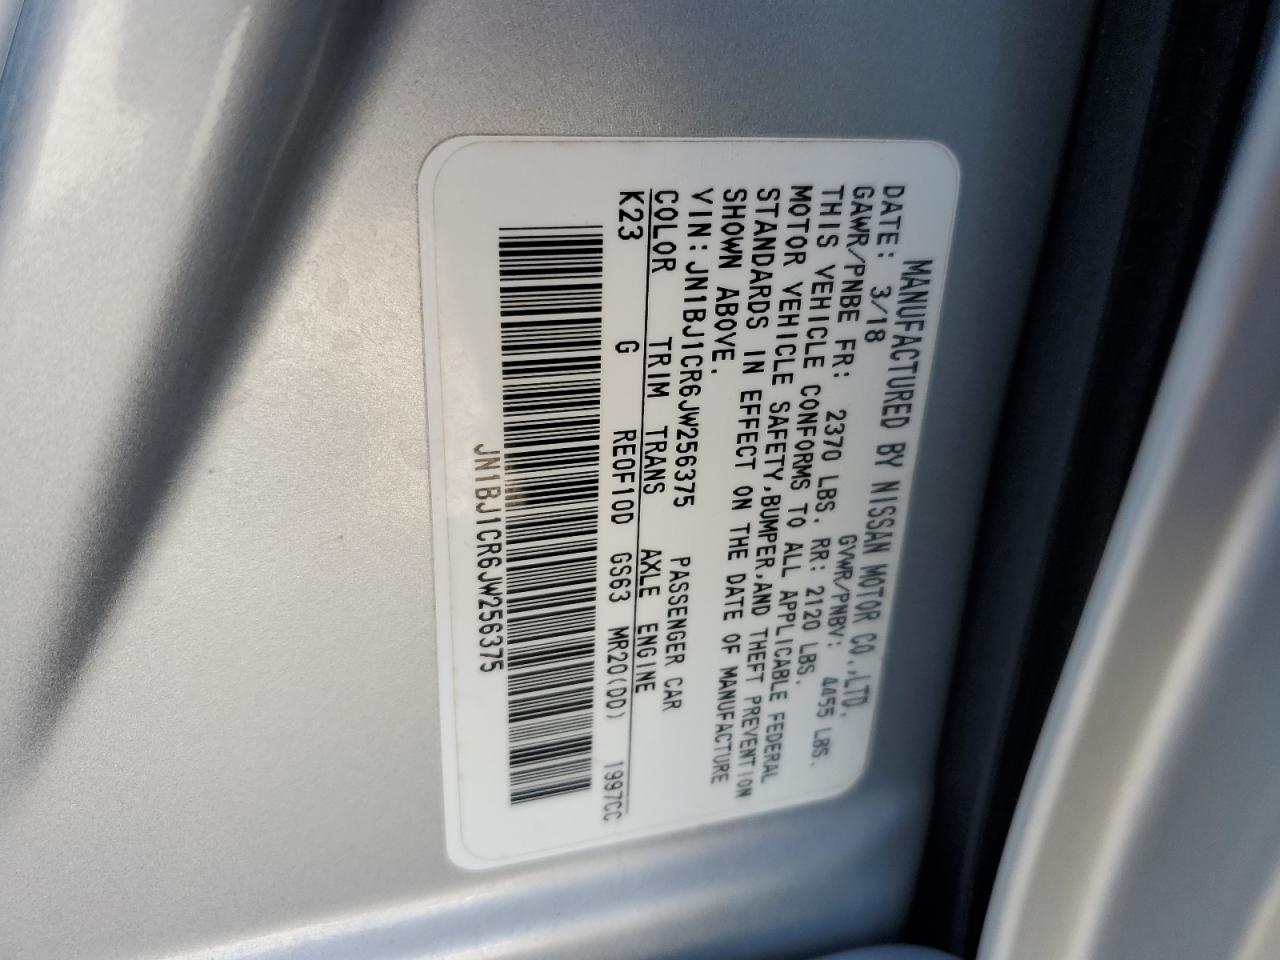 MANUFACTURED BY NISSAN MOTOR CO.,LTD.
DATE: 3/18 GVWR/PNBV: 4455 LBS.
GAWR/PNBE FR: 2370 LBS. RR: 2120 LBS.
THIS VEHICLE CONFORMS TO ALL APPLICABLE FEDERAL
MOTOR VEHICLE SAFETY,BUMPER,AND THEFT PREVENTION
STANDARDS IN EFFECT ON THE DATE OF MANUFACTURE
SHOWN ABOVE.
VIN:JN1BJ1CR6JW256375 PASSENGER CAR
COLOR TRIM TRANS AXLE ENGINE
K23 G RE0F10D GS63 MR20(DD) 1997CC
JN1BJ1CR6JW256375